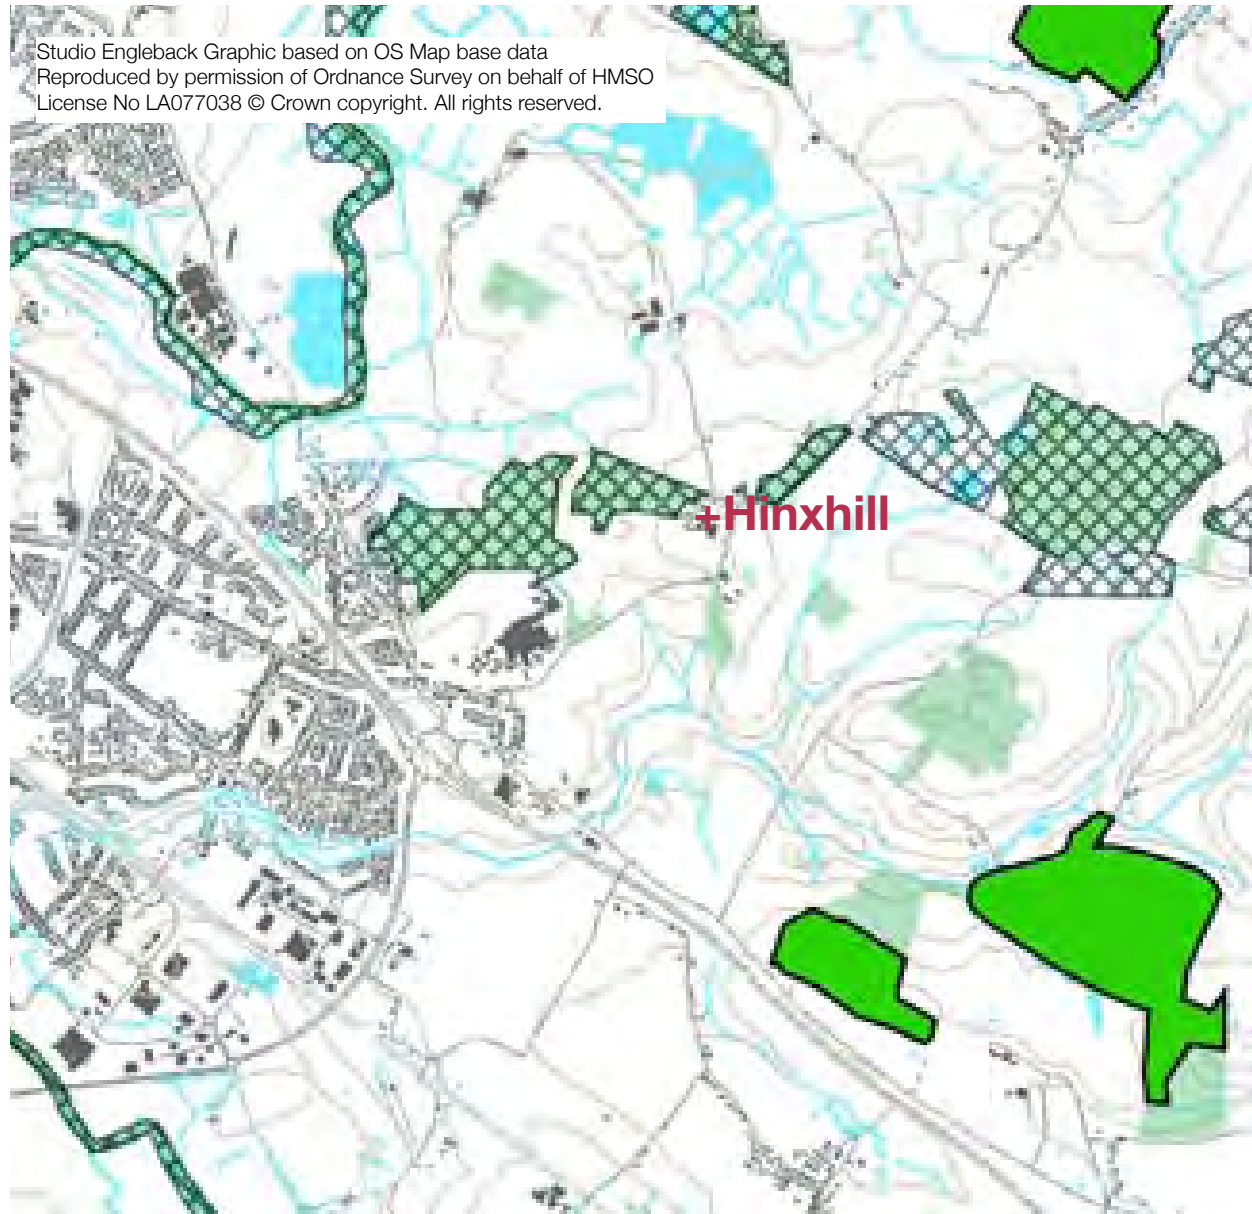 Studio Engleback Graphic based on OS Map base data
Reproduced by permission of Ordnance Survey on behalf of HMSO
License No LA077038 © Crown copyright. All rights reserved.
+Hinxhill